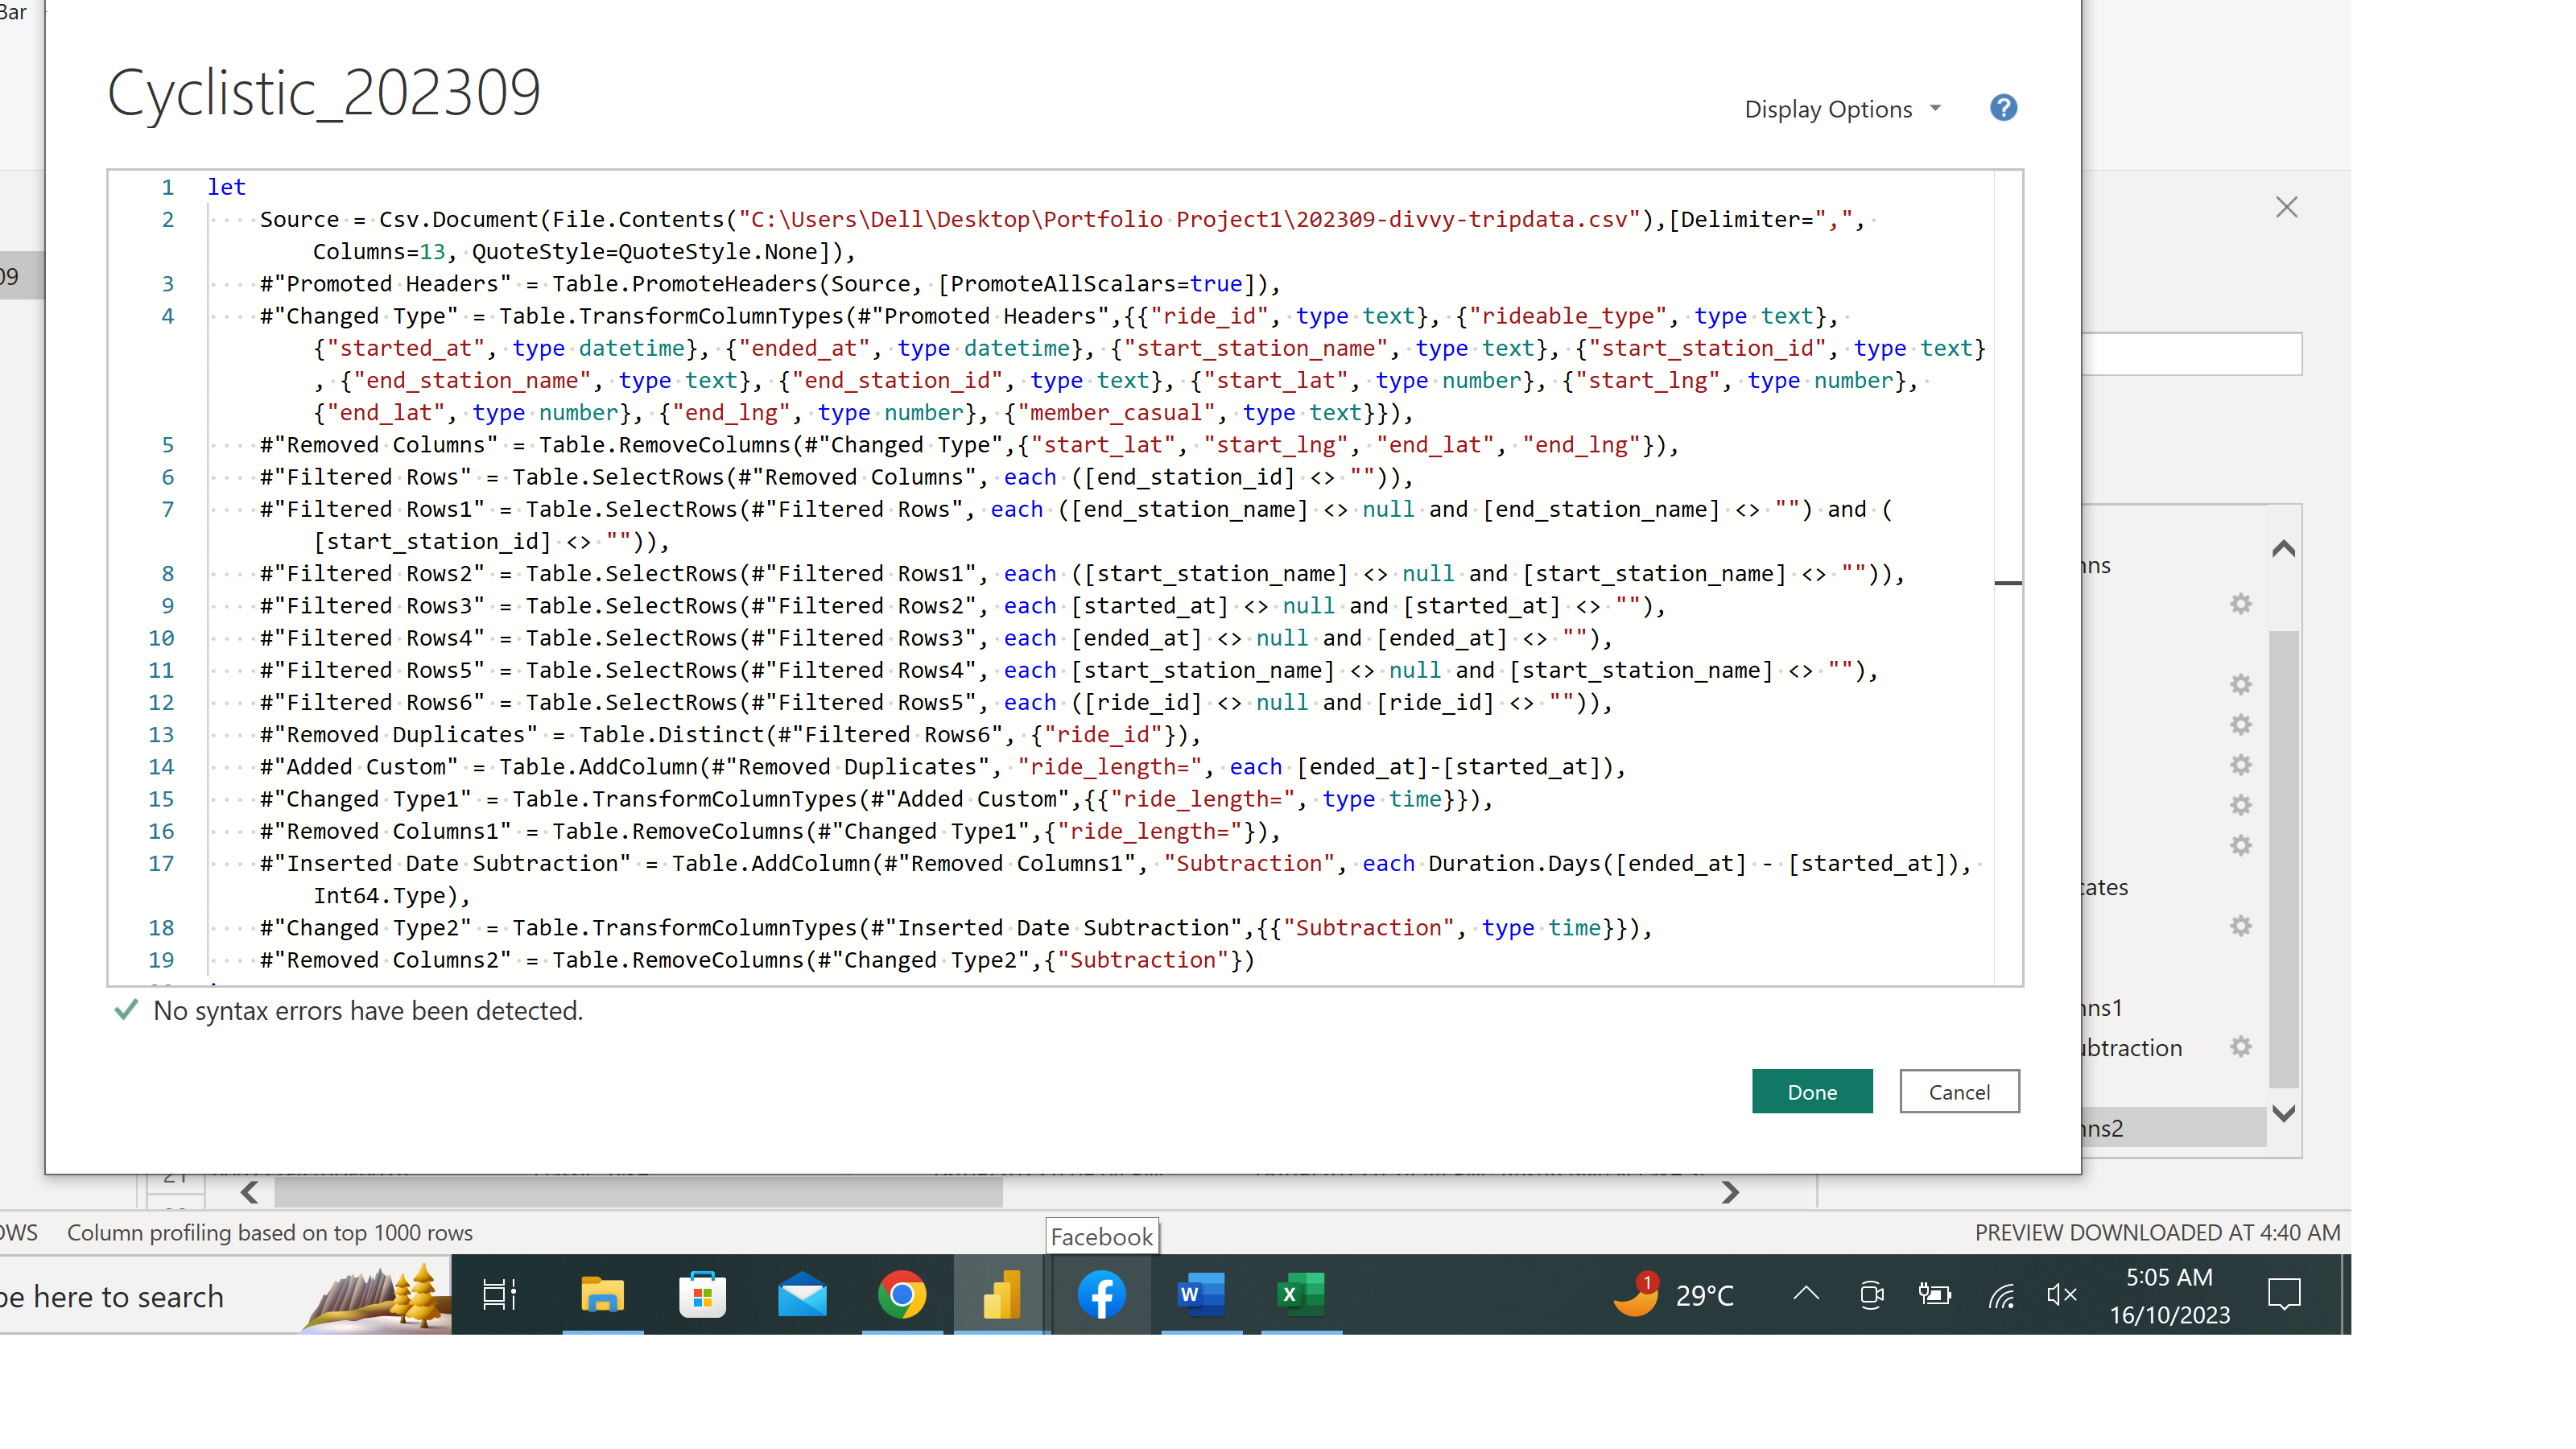 Bar
Cyclistic_202309
Display Options
?
09
1 let
2 Source = Csv.Document(File.Contents("C:\Users\Dell\Desktop\Portfolio Project1\202309-divvy-tripdata.csv"),[Delimiter=",",
Columns=13, QuoteStyle=QuoteStyle.None]),
3 #"Promoted Headers" = Table.PromoteHeaders(Source, [PromoteAllScalars=true]),
4 #"Changed Type" = Table.TransformColumnTypes(#"Promoted Headers",{{"ride_id", type text}, {"rideable_type", type text},
{"started_at", type datetime}, {"ended_at", type datetime}, {"start_station_name", type text}, {"start_station_id", type text}
, {"end_station_name", type text}, {"end_station_id", type text}, {"start_lat", type number}, {"start_lng", type number},
{"end_lat", type number}, {"end_lng", type number}, {"member_casual", type text}}),
5 #"Removed Columns" = Table.RemoveColumns(#"Changed Type",{"start_lat", "start_lng", "end_lat", "end_lng"}),
6 #"Filtered Rows" = Table.SelectRows(#"Removed Columns", each ([end_station_id] <> "")),
7 #"Filtered Rows1" = Table.SelectRows(#"Filtered Rows", each ([end_station_name] <> null and [end_station_name] <> "") and (
[start_station_id] <> "")),
8 #"Filtered Rows2" = Table.SelectRows(#"Filtered Rows1", each ([start_station_name] <> null and [start_station_name] <> "")),
9 #"Filtered Rows3" = Table.SelectRows(#"Filtered Rows2", each [started_at] <> null and [started_at] <> ""),
10 #"Filtered Rows4" = Table.SelectRows(#"Filtered Rows3", each [ended_at] <> null and [ended_at] <> ""),
11 #"Filtered Rows5" = Table.SelectRows(#"Filtered Rows4", each [start_station_name] <> null and [start_station_name] <> ""),
12 #"Filtered Rows6" = Table.SelectRows(#"Filtered Rows5", each ([ride_id] <> null and [ride_id] <> "")),
13 #"Removed Duplicates" = Table.Distinct(#"Filtered Rows6", {"ride_id"}),
14 #"Added Custom" = Table.AddColumn(#"Removed Duplicates", "ride_length=", each [ended_at]-[started_at]),
15 #"Changed Type1" = Table.TransformColumnTypes(#"Added Custom",{{"ride_length=", type time}}),
16 #"Removed Columns1" = Table.RemoveColumns(#"Changed Type1",{"ride_length="}),
17 #"Inserted Date Subtraction" = Table.AddColumn(#"Removed Columns1", "Subtraction", each Duration.Days([ended_at] - [started_at]),
Int64.Type),
18 #"Changed Type2" = Table.TransformColumnTypes(#"Inserted Date Subtraction",{{"Subtraction", type time}}),
19 #"Removed Columns2" = Table.RemoveColumns(#"Changed Type2",{"Subtraction"})
nns
cates
nns1
ubtraction
nns2
No syntax errors have been detected.
Done
Cancel
21
OWS
Column profiling based on top 1000 rows
Facebook
PREVIEW DOWNLOADED AT 4:40 AM
pe here to search
W
X
1
29°C
5:05 AM
16/10/2023